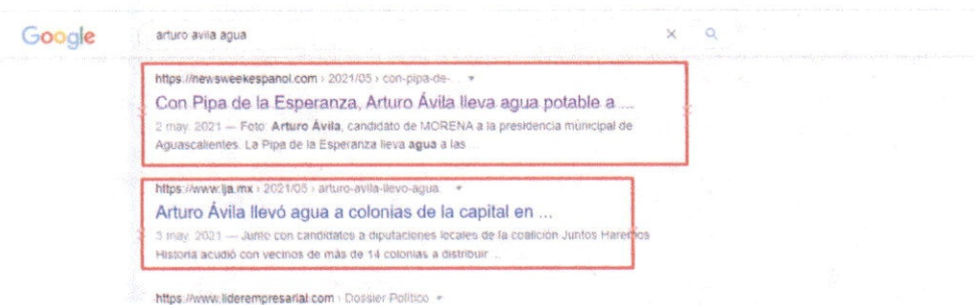 Google
arturo avila agua
https://newsweekespanol.com › 2021/05 › con-pipa-de-...
Con Pipa de la Esperanza, Arturo Ávila lleva agua potable a ...
2 may. 2021 — Foto: Arturo Ávila, candidato de MORENA a la presidencia municipal de
Aguascalientes. La Pipa de la Esperanza lleva agua a las ...
https://www.lja.mx › 2021/05 › arturo-avila-llevo-agua...
Arturo Ávila llevó agua a colonias de la capital en ...
3 may. 2021 — Junto con candidatos a diputaciones locales de la coalición Juntos Haremos
Historia acudió con vecinos de más de 14 colonias a distribuir ...
https://www.liderempresarial.com › Dossier Político